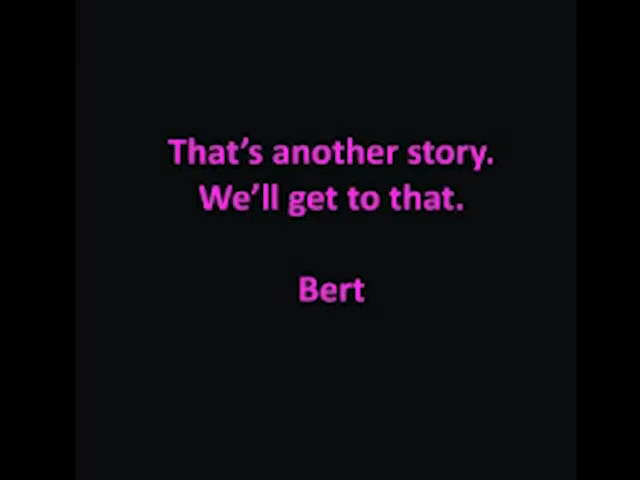 That’s another story.
We’ll get to that.
Bert